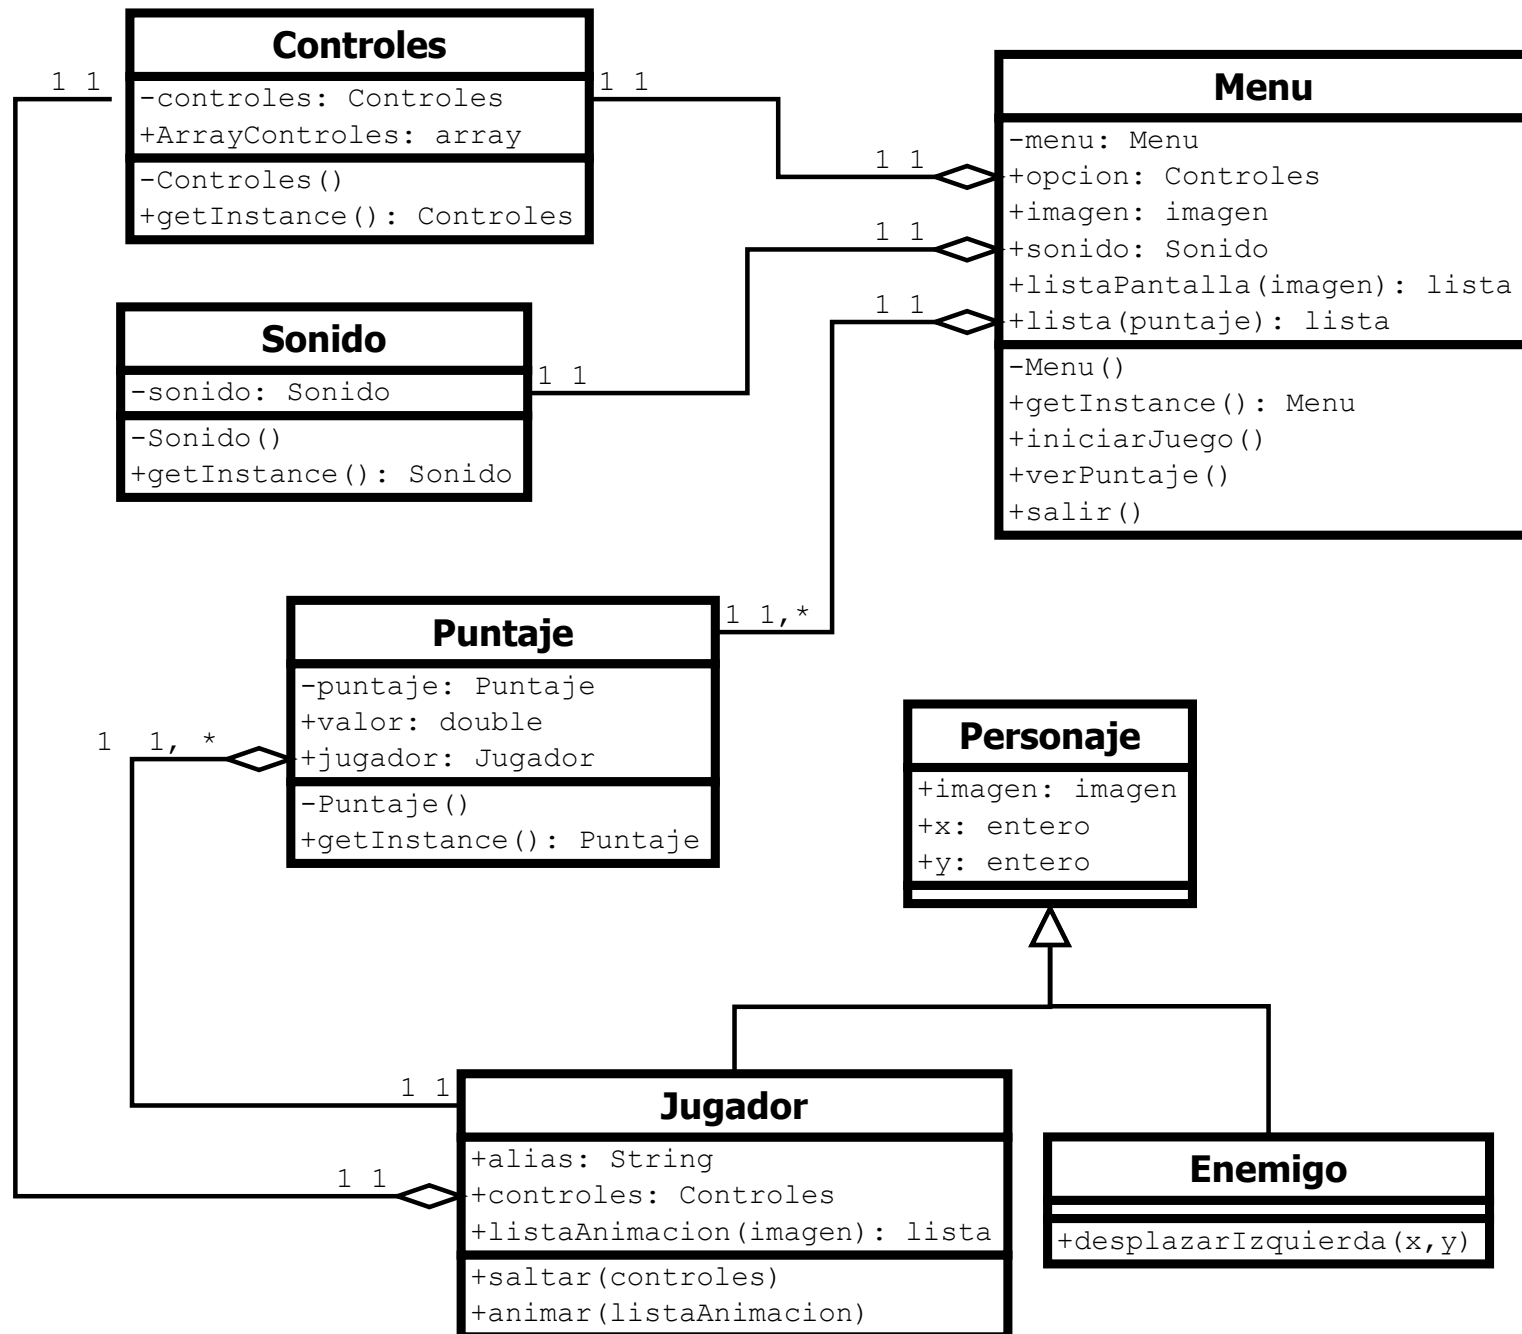 Controles
-controles: Controles
+ArrayControles: array
-Controles()
+getInstance(): Controles
1 1
1 1
Menu
-menu: Menu
+opcion: Controles
+imagen: imagen
+sonido: Sonido
+listaPantalla(imagen): lista
+lista(puntaje): lista
-Menu()
+getInstance(): Menu
+iniciarJuego()
+verPuntaje()
+salir()
1 1
1 1
1 1
Sonido
-sonido: Sonido
-Sonido()
+getInstance(): Sonido
1 1
Puntaje
-puntaje: Puntaje
+valor: double
+jugador: Jugador
-Puntaje()
+getInstance(): Puntaje
1 1,*
1 1, *
Personaje
+imagen: imagen
+x: entero
+y: entero
Jugador
+alias: String
+controles: Controles
+listaAnimacion(imagen): lista
+saltar(controles)
+animar(listaAnimacion)
1 1
1 1
Enemigo
+desplazarIzquierda(x,y)